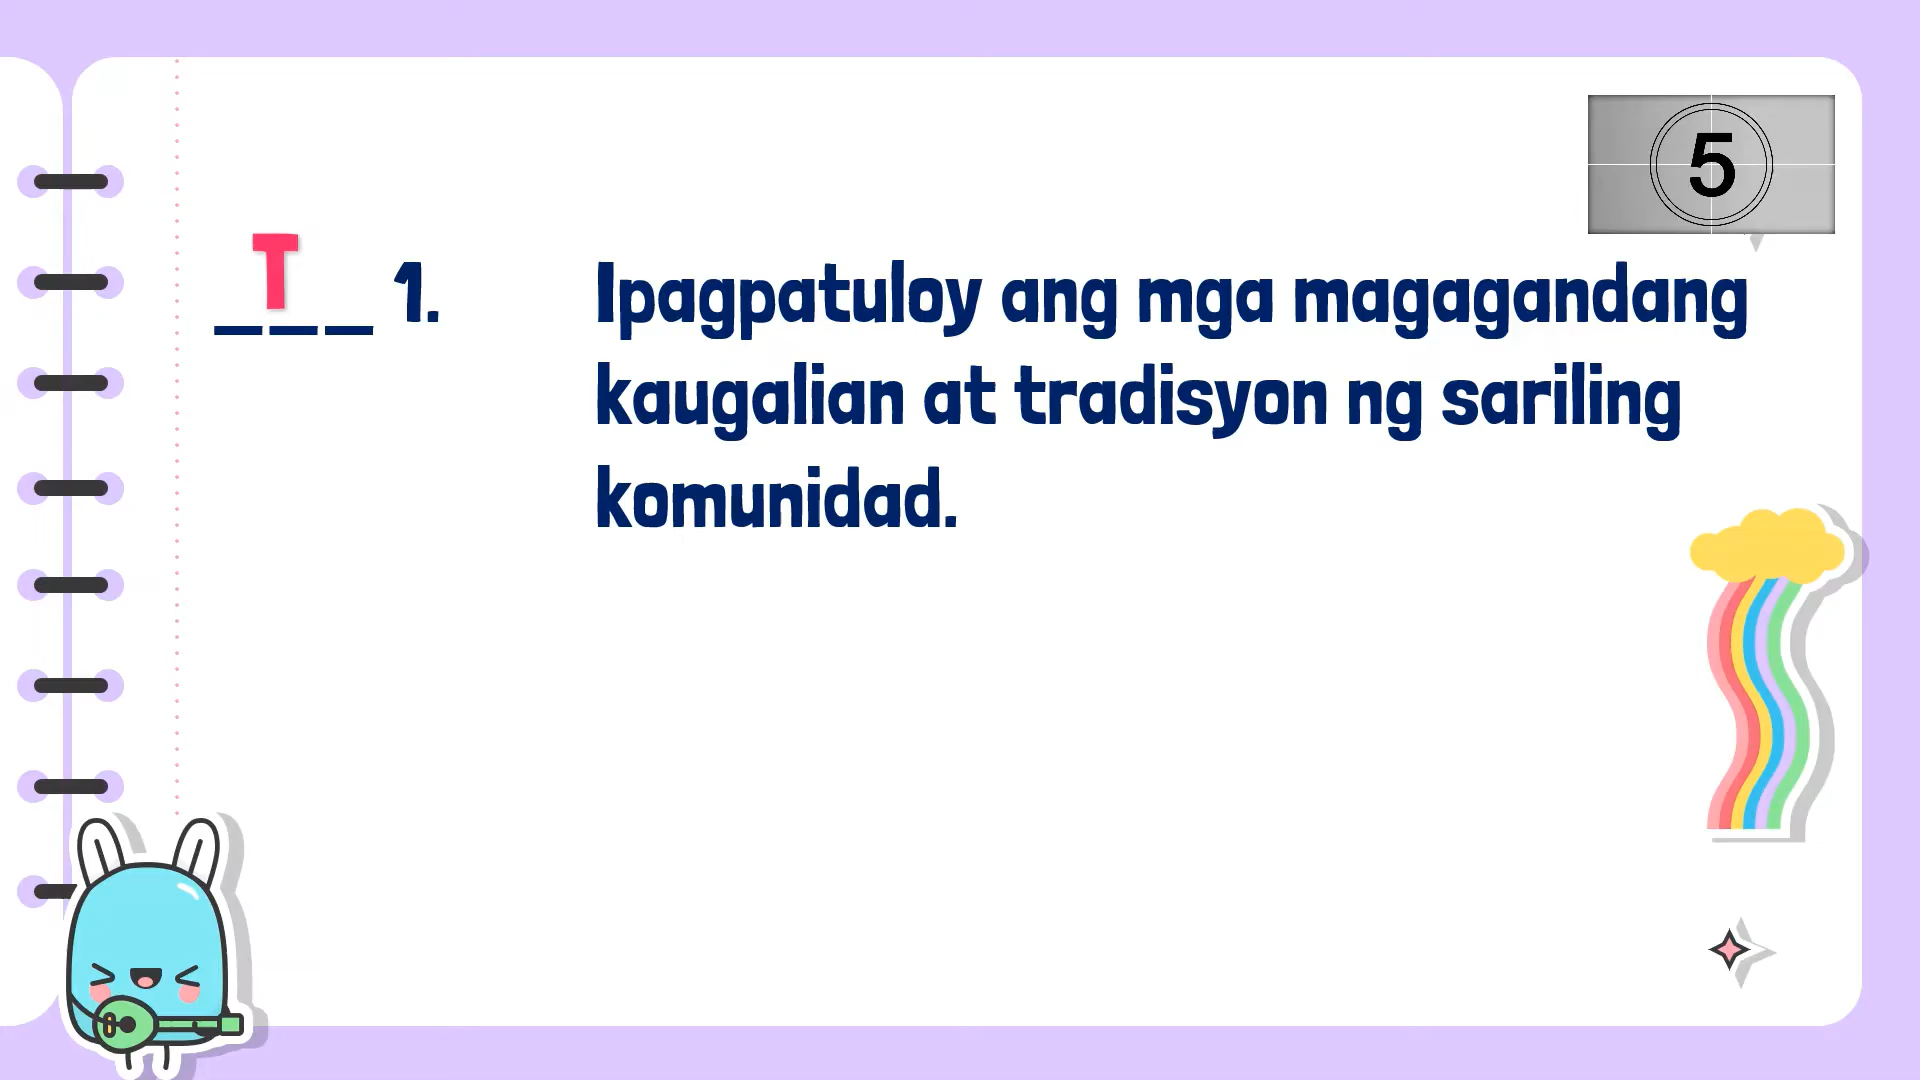 5
T
___ 1. Ipagpatuloy ang mga magagandang
kaugalian at tradisyon ng sariling
komunidad.